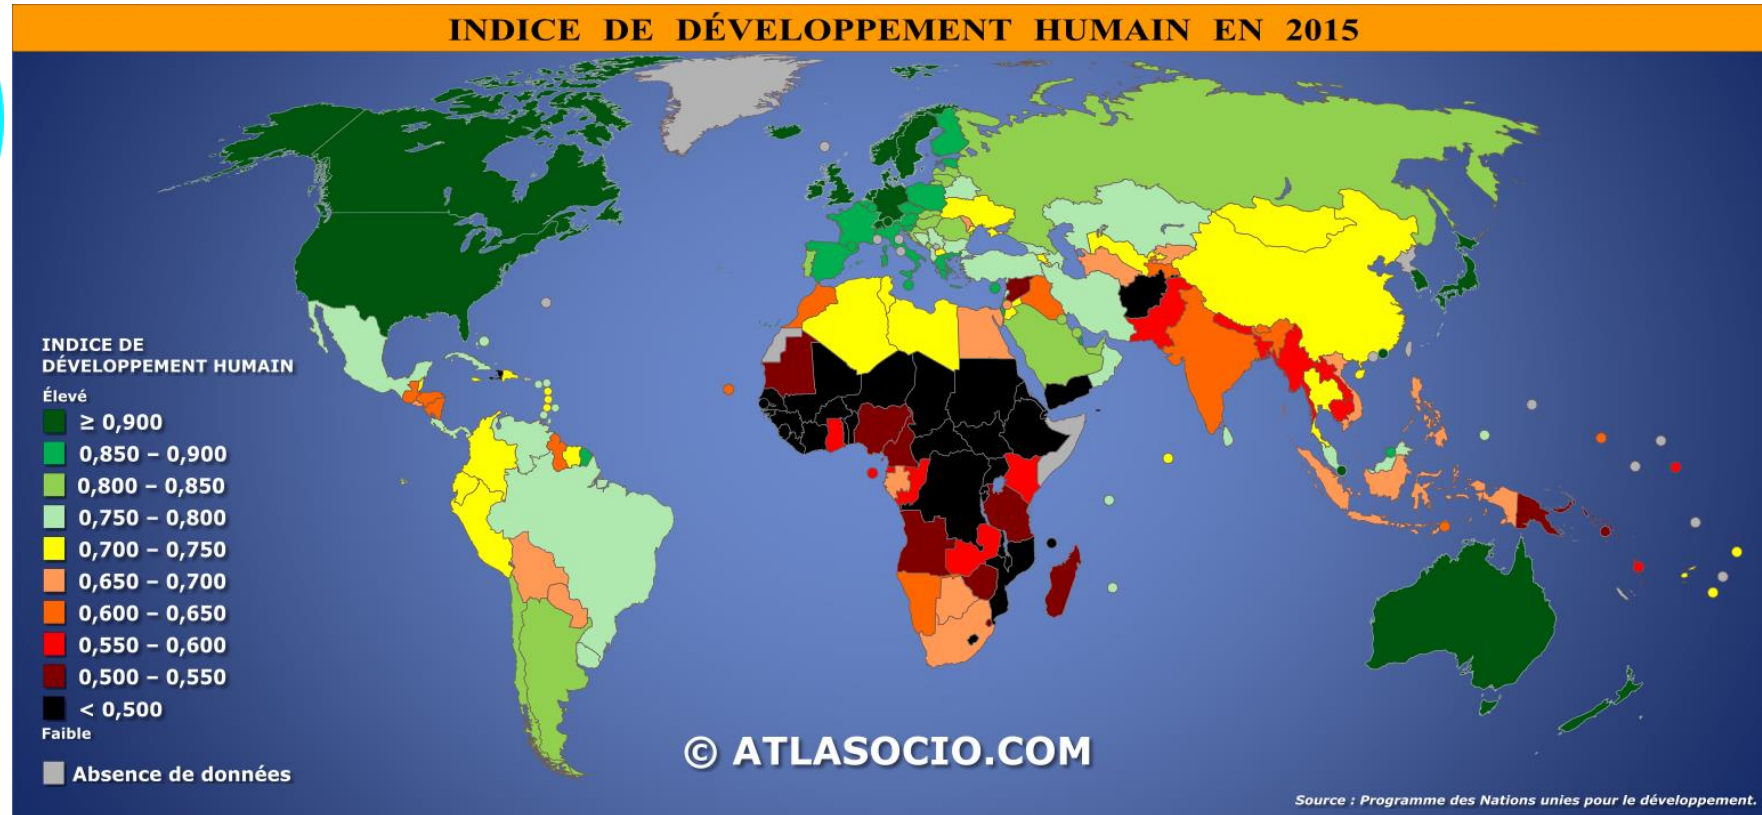 INDICE DE DÉVELOPPEMENT HUMAIN EN 2015
INDICE DE
DÉVELOPPEMENT HUMAIN
Élevé
≥ 0,900
0,850 – 0,900
0,800 – 0,850
0,750 – 0,800
0,700 – 0,750
0,650 – 0,700
0,600 – 0,650
0,550 – 0,600
0,500 – 0,550
< 0,500
Faible
Absence de données
© ATLASOCIO.COM
Source : Programme des Nations unies pour le développement.